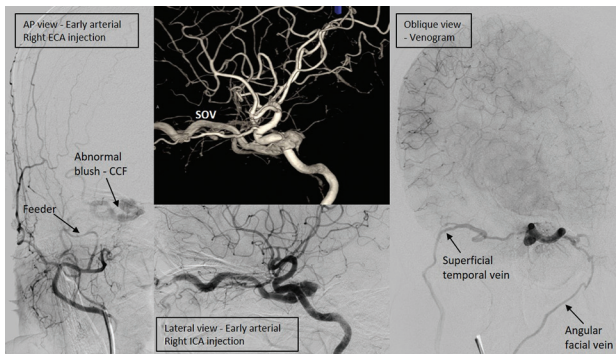 AP view - Early arterial
Right ECA injection
Abnormal
blush - CCF
Feeder
SOV
Lateral view - Early arterial
Right ICA injection
Oblique view -
Venogram
Superficial
temporal vein
Angular
facial vein